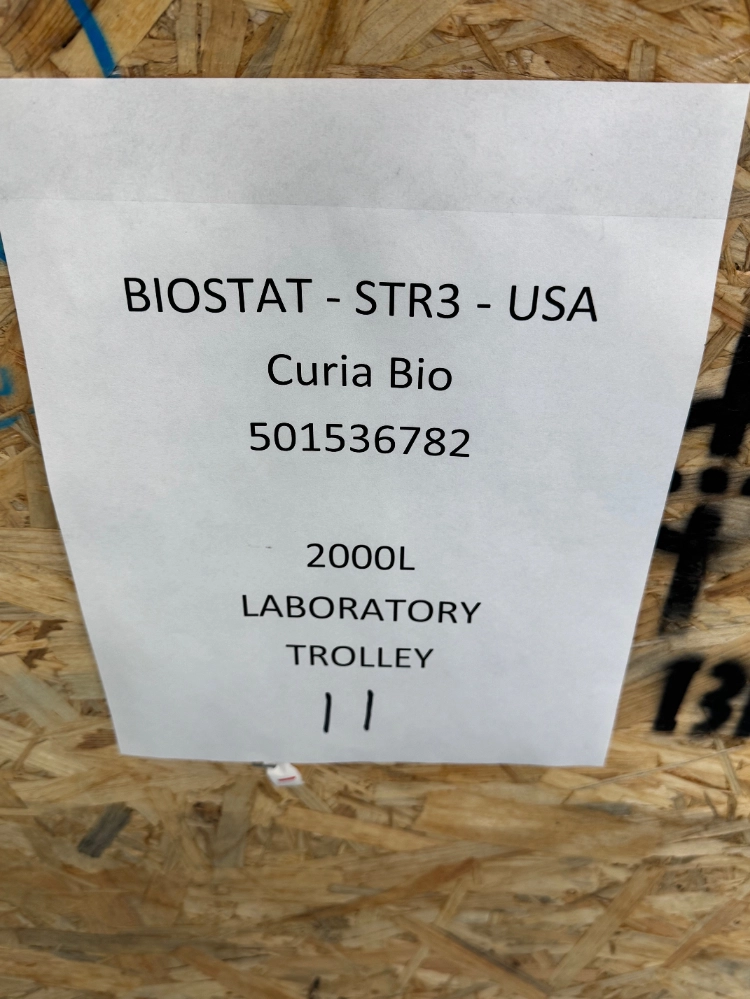 BIOSTAT - STR3 - USA
Curia Bio
501536782
2000L
LABORATORY
TROLLEY
11